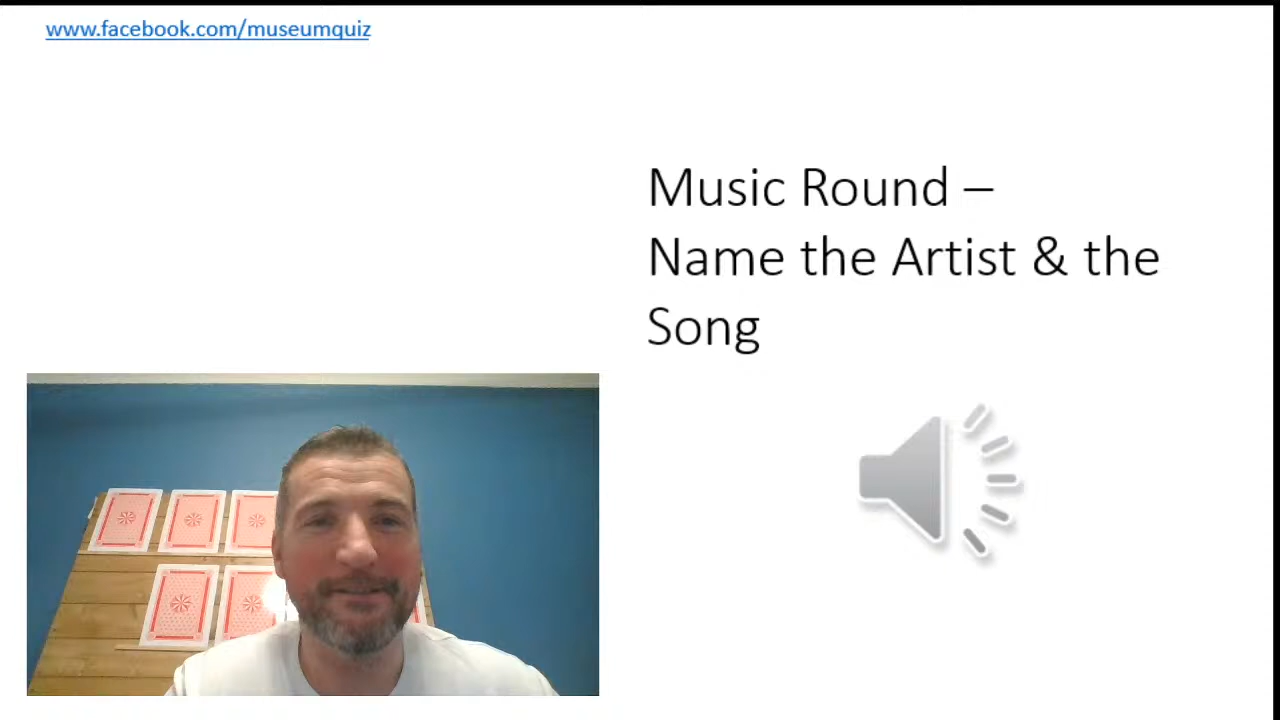 www.facebook.com/museumquiz
Music Round –
Name the Artist & the
Song